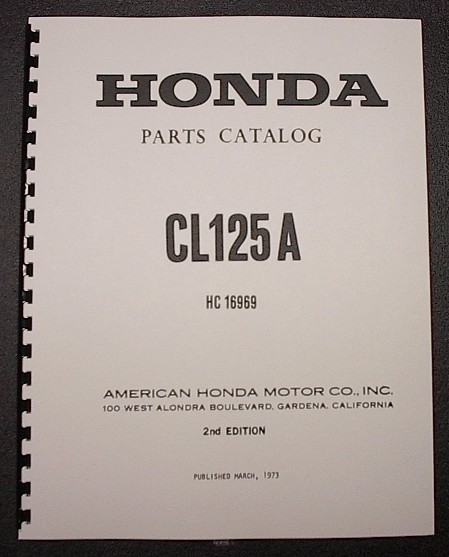 HONDA
PARTS CATALOG
CL125A
HC 16969
AMERICAN HONDA MOTOR CO., INC.
100 WEST ALONDRA BOULEVARD, GARDENA, CALIFORNIA
2nd EDITION
PUBLISHED MARCH, 1973